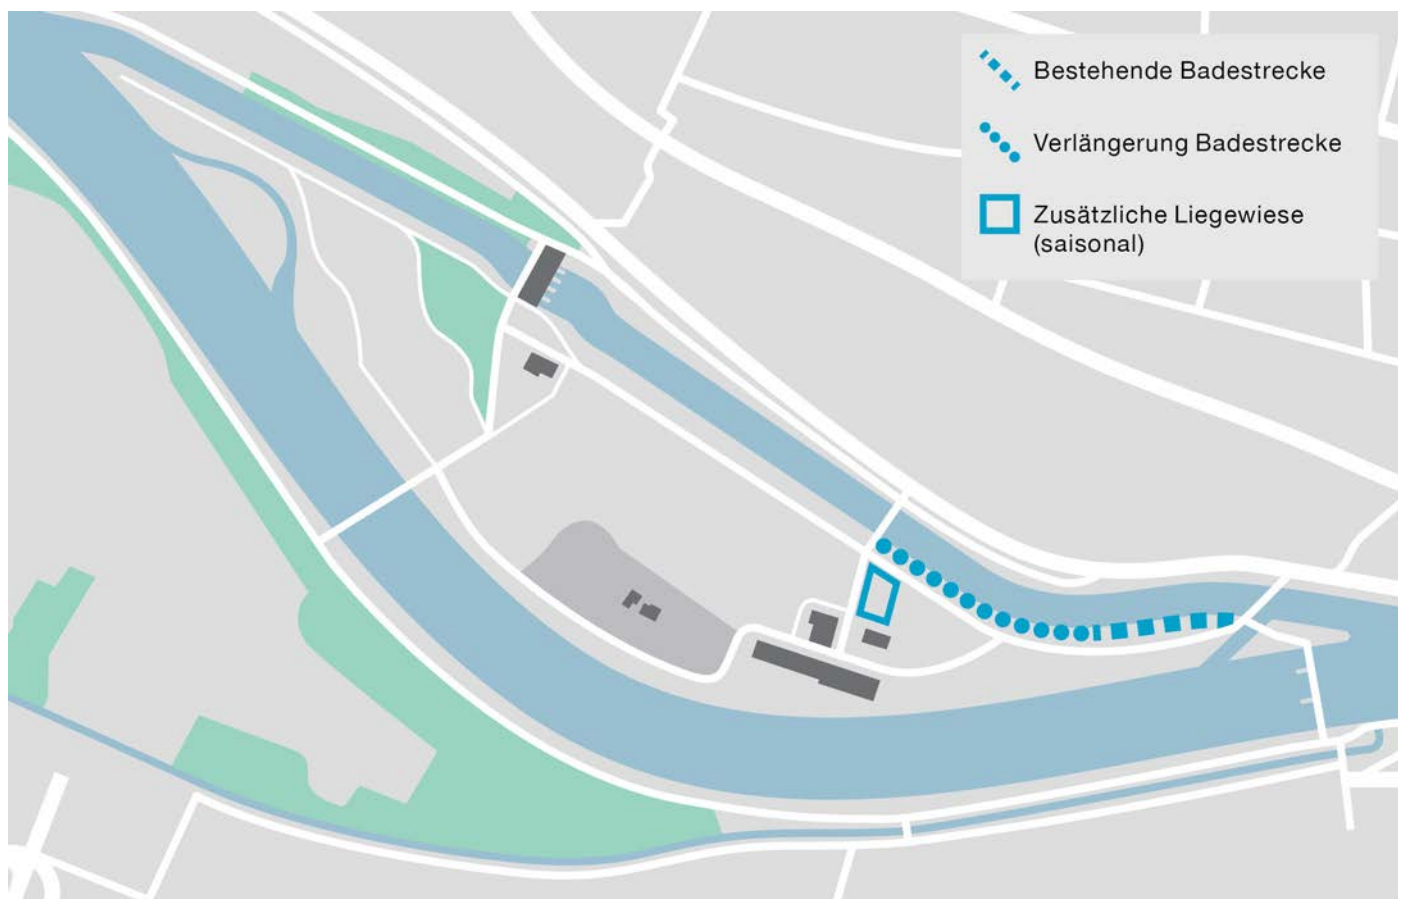 Bestehende Badestrecke
Verlängerung Badestrecke
Zusätzliche Liegewiese
(saisonal)